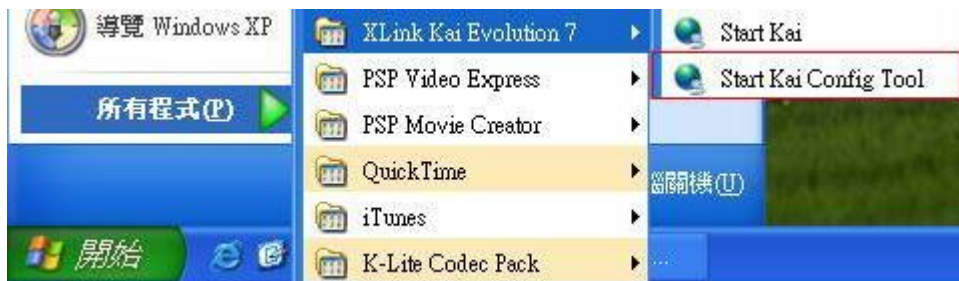 導覽 Windows XP
所有程式(P)
開始
XLink Kai Evolution 7
PSP Video Express
PSP Movie Creator
QuickTime
iTunes
K-Lite Codec Pack
Start Kai
Start Kai Config Tool
關機(U)
...